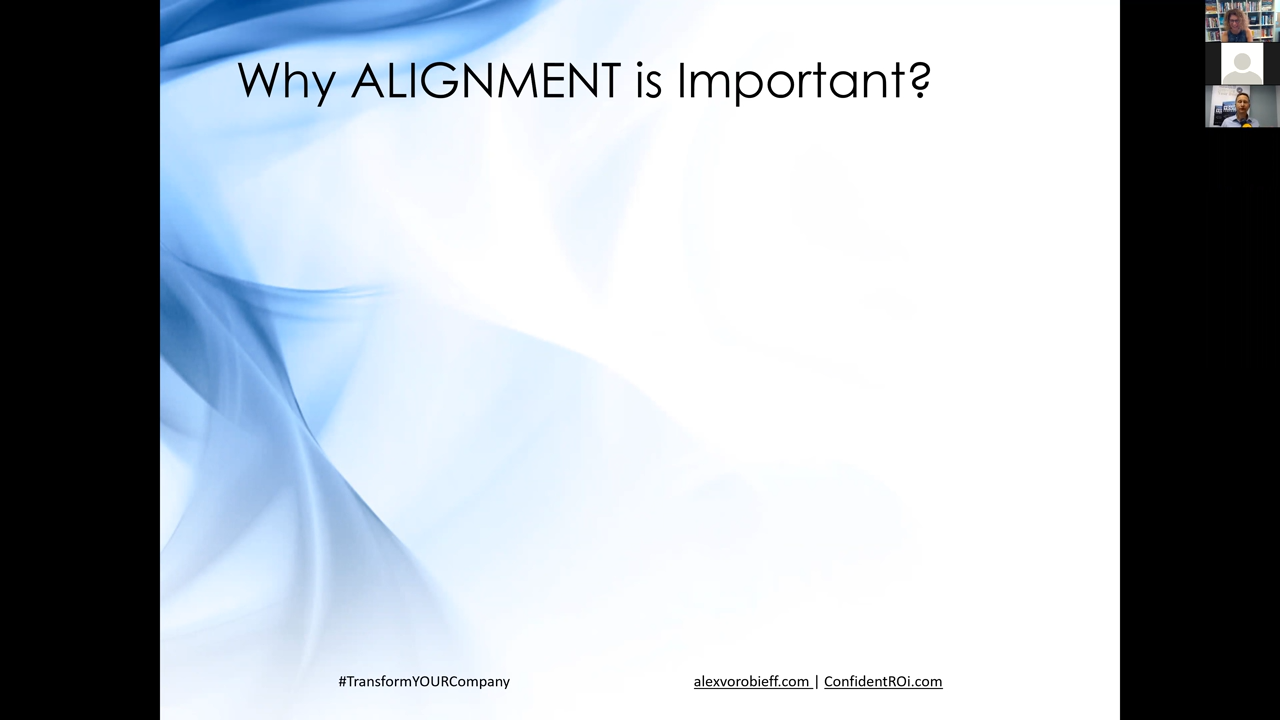 Why ALIGNMENT is Important?
#TransformYOURCompany
alexvorobieff.com | ConfidentROi.com